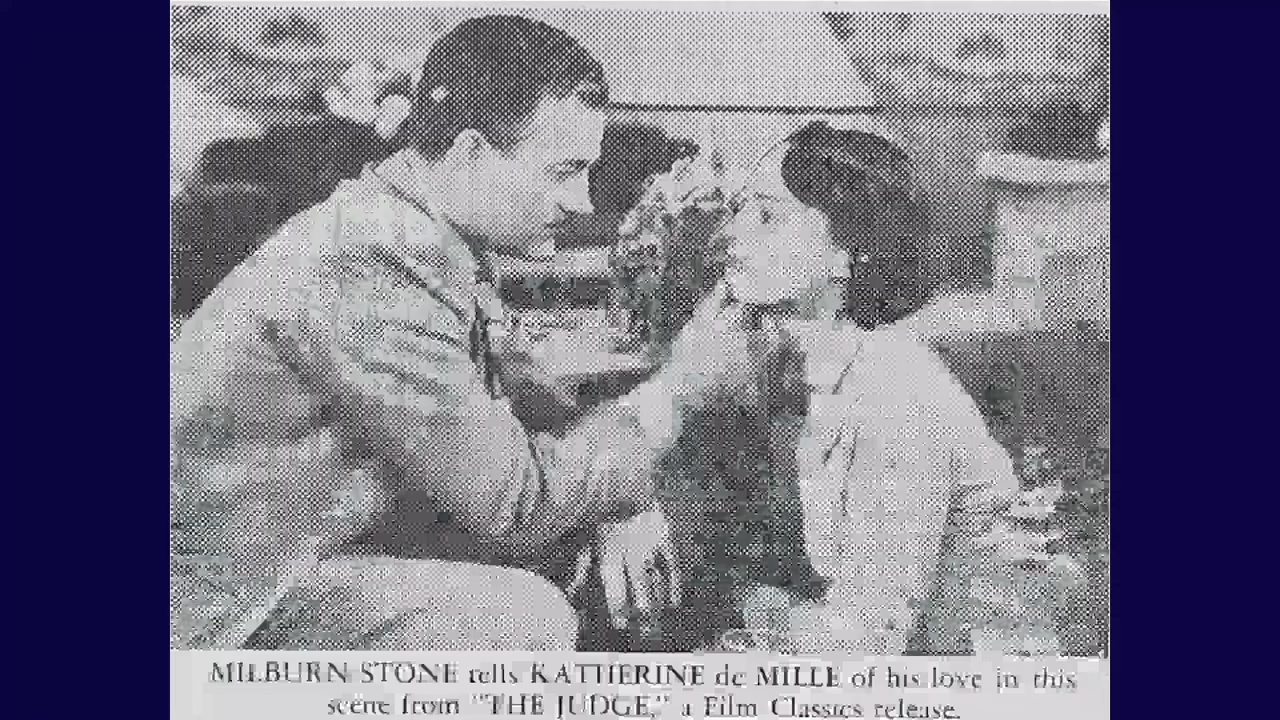 MILBURN STONE tells KATHERINE de MILLE of his love in this
scene from "THE JUDGE," a Film Classics release.